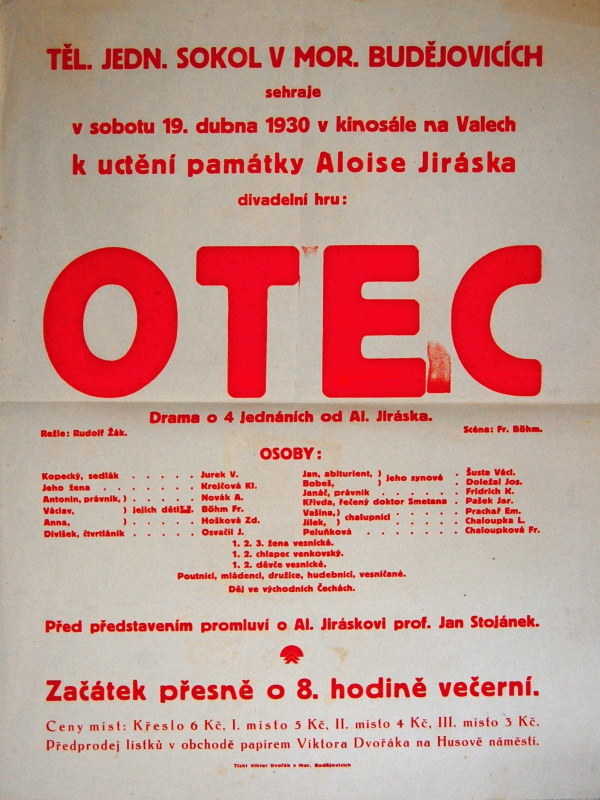 TĚL. JEDN. SOKOL V MOR. BUDĚJOVICÍCH
sehraje
v sobotu 19. dubna 1930 v kinosále na Valech
k uctění památky Aloise Jiráska
divadelní hru:
OTEC
Drama o 4 jednáních od Al. Jiráska.
Režie: Rudolf Žák.
Scéna: Fr. Böhm.
OSOBY:
Kopecký, sedlák . . . . . Jurek V.
Jeho žena . . . . . . . Krejčová Kl.
Antonín, právník, ) Novák A.
Václav, ) jejich děti Böhm Fr.
Anna, ) Hošková Zd.
Divíšek, čtvrtláník . . . . . Osvačil J.
Jan, abiturient, ) jeho synové . Šusta Václ.
Bobeš, ) Doležal Jos.
Janáč, právník . . . . . . Fridrich K.
Křivda, řečený doktor Smetana . Pašek Jar.
Vašina, ) chalupníci . . . . . Prachař Em.
Jílek, ) Chaloupka L.
Peluňková . . . . . . . Chaloupková Fr.
1. 2. 3. žena vesnická.
1. 2. chlapec venkovský.
1. 2. děvče vesnické.
Poutníci, mládenci, družice, hudebníci, vesničané.
Děj ve východních Čechách.
Před představením promluví o Al. Jiráskovi prof. Jan Stojánek.
Začátek přesně o 8. hodině večerní.
Ceny míst: Křeslo 6 Kč, I. místo 5 Kč, II. místo 4 Kč, III. místo 3 Kč.
Předprodej lístků v obchodě papírem Viktora Dvořáka na Husově náměstí.
Tiskl Viktor Dvořák v Mor. Budějovicích